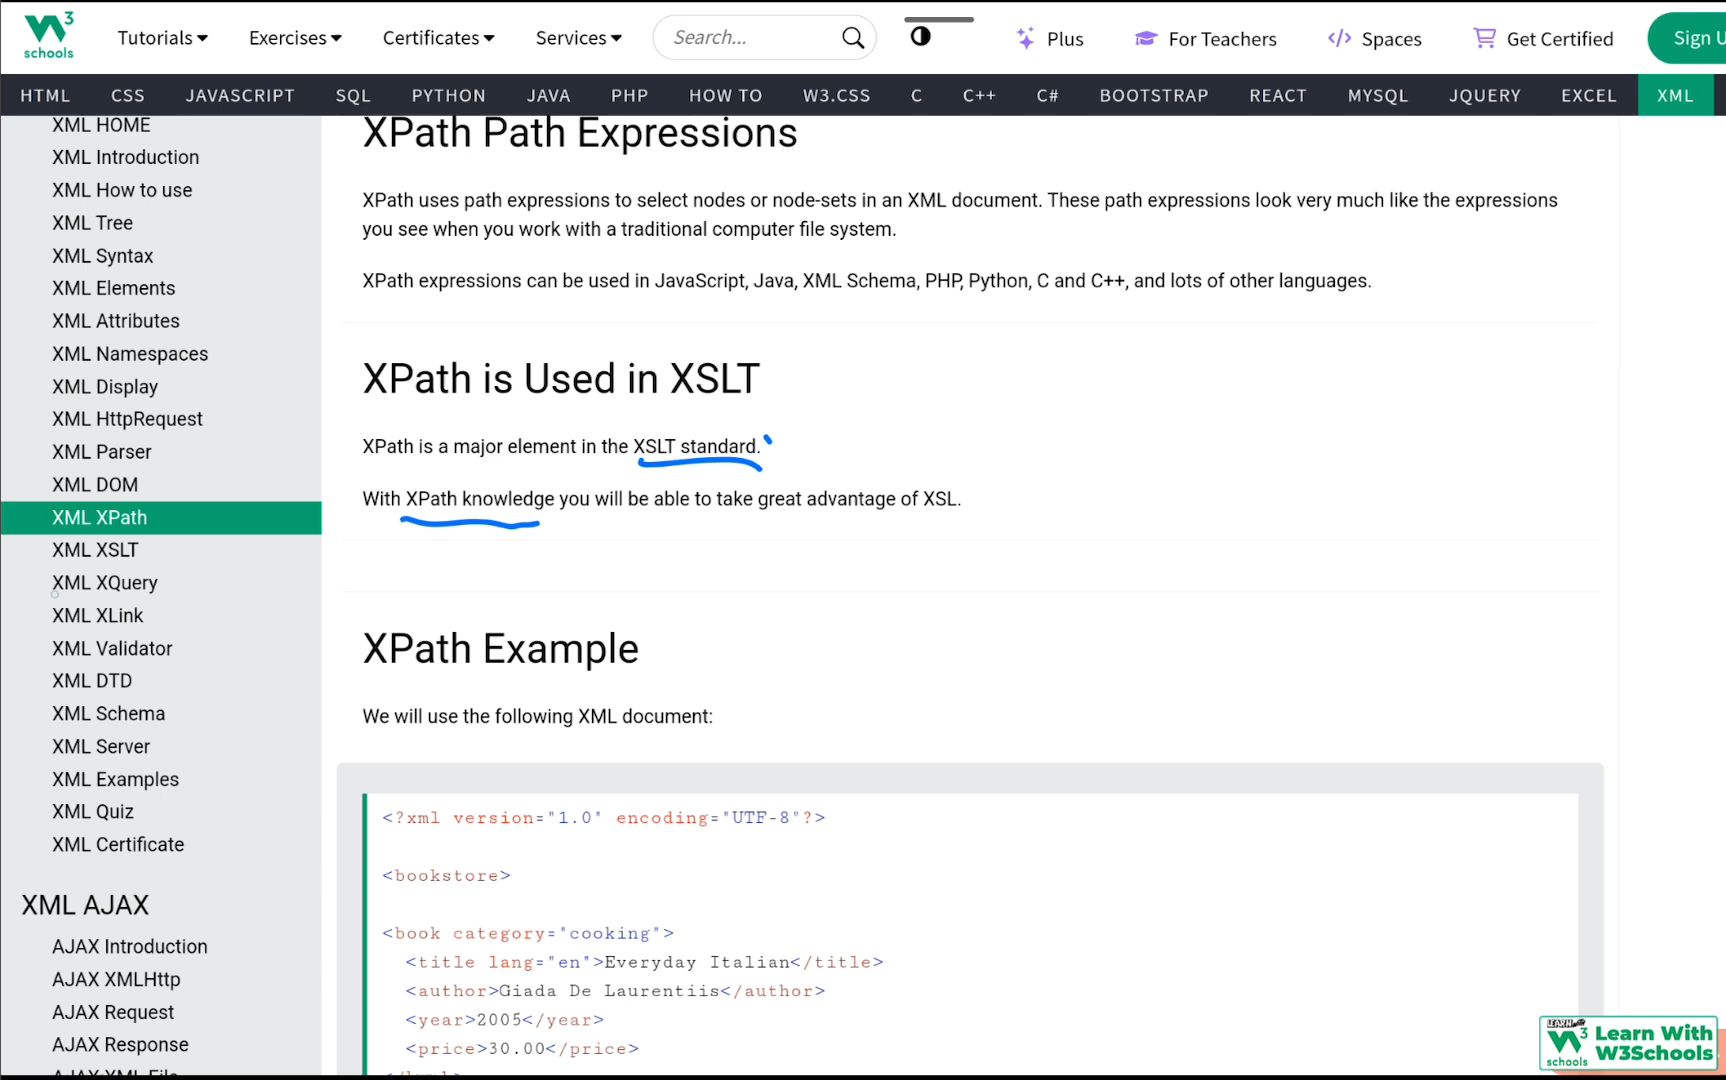 W3 schools
Tutorials
Exercises
Certificates
Services
Search...
Plus
For Teachers
Spaces
Get Certified
Sign U
HTML CSS JAVASCRIPT SQL PYTHON JAVA PHP HOW TO W3.CSS C C++ C# BOOTSTRAP REACT MYSQL JQUERY EXCEL XML
XML HOME
XML Introduction
XML How to use
XML Tree
XML Syntax
XML Elements
XML Attributes
XML Namespaces
XML Display
XML HttpRequest
XML Parser
XML DOM
XML XPath
XML XSLT
XML XQuery
XML XLink
XML Validator
XML DTD
XML Schema
XML Server
XML Examples
XML Quiz
XML Certificate
XML AJAX
AJAX Introduction
AJAX XMLHttp
AJAX Request
AJAX Response
AJAX XML File
XPath Path Expressions
XPath uses path expressions to select nodes or node-sets in an XML document. These path expressions look very much like the expressions
you see when you work with a traditional computer file system.
XPath expressions can be used in JavaScript, Java, XML Schema, PHP, Python, C and C++, and lots of other languages.
XPath is Used in XSLT
XPath is a major element in the XSLT standard.
With XPath knowledge you will be able to take great advantage of XSL.
XPath Example
We will use the following XML document:
<?xml version="1.0" encoding="UTF-8"?>
<bookstore>
<book category="cooking">
<title lang="en">Everyday Italian</title>
<author>Giada De Laurentiis</author>
<year>2005</year>
<price>30.00</price>
LEARN
W3 schools
Learn With
W3Schools